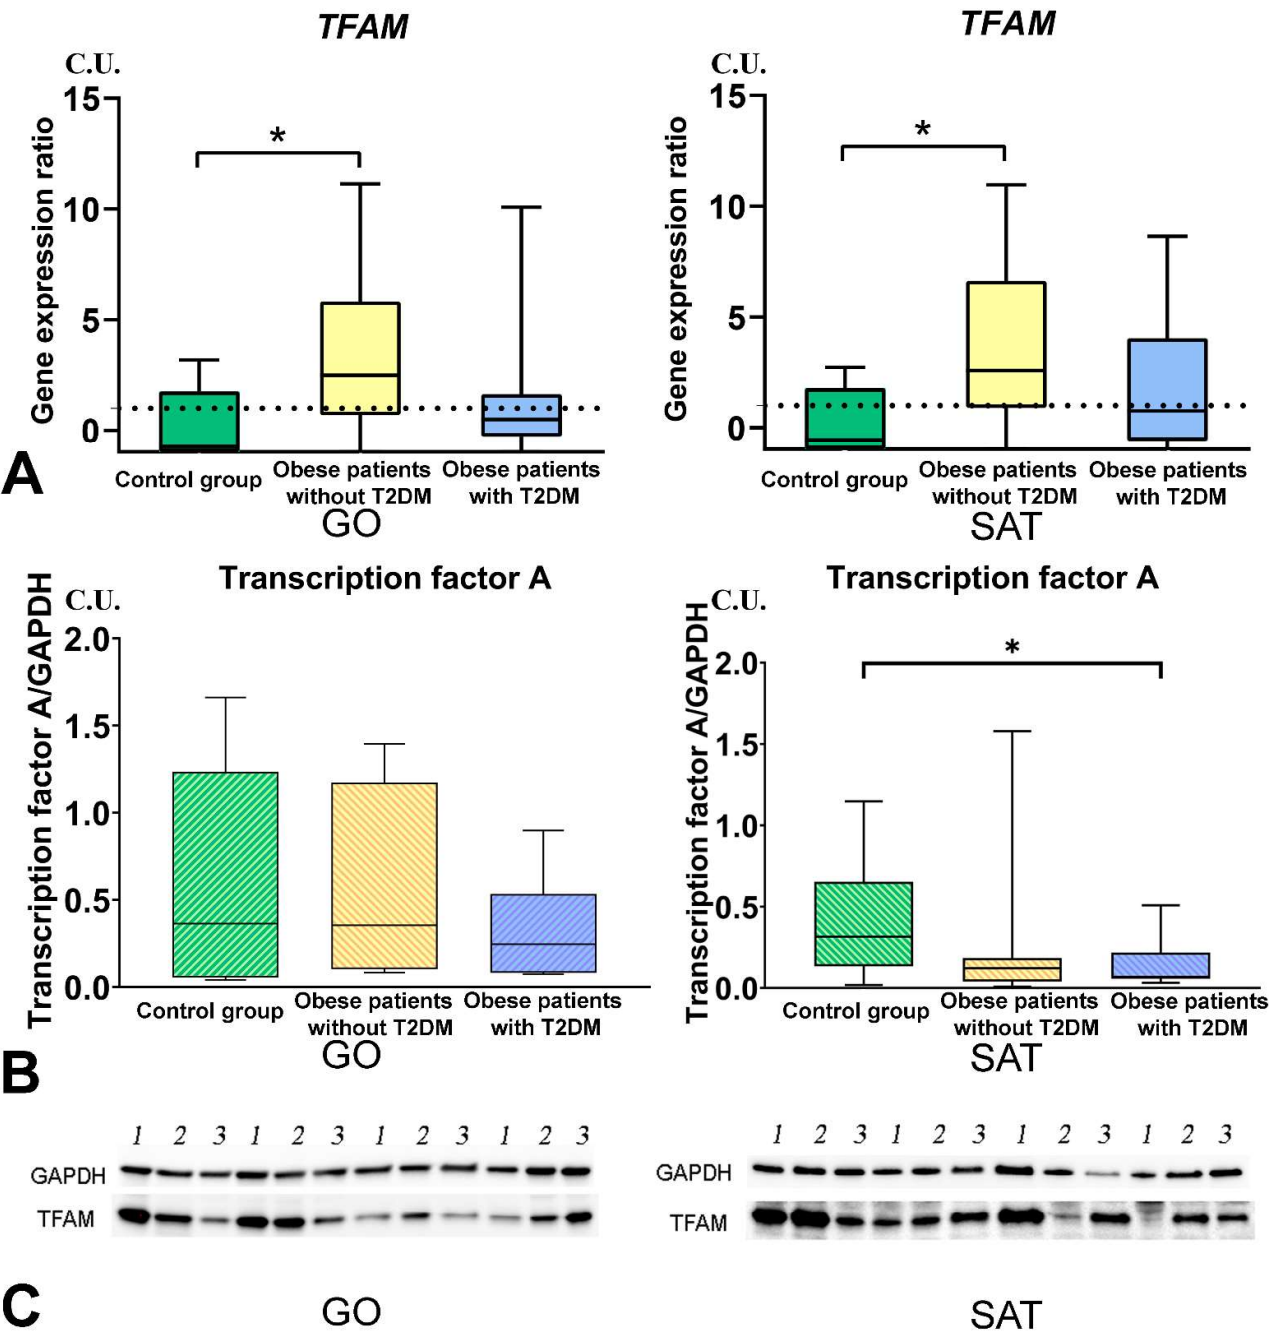 TFAM
C.U.
Gene expression ratio
15
10
5
0
*
Control group
Obese patients
without T2DM
Obese patients
with T2DM
GO
TFAM
C.U.
Gene expression ratio
15
10
5
0
*
Control group
Obese patients
without T2DM
Obese patients
with T2DM
SAT
A
Transcription factor A
C.U.
Transcription factor A/GAPDH
2.0
1.5
1.0
0.5
0.0
Control group
Obese patients
without T2DM
Obese patients
with T2DM
GO
Transcription factor A
C.U.
Transcription factor A/GAPDH
2.0
1.5
1.0
0.5
0.0
*
Control group
Obese patients
without T2DM
Obese patients
with T2DM
SAT
B
1 2 3 1 2 3 1 2 3 1 2 3
GAPDH
TFAM
GO
1 2 3 1 2 3 1 2 3 1 2 3
GAPDH
TFAM
SAT
C